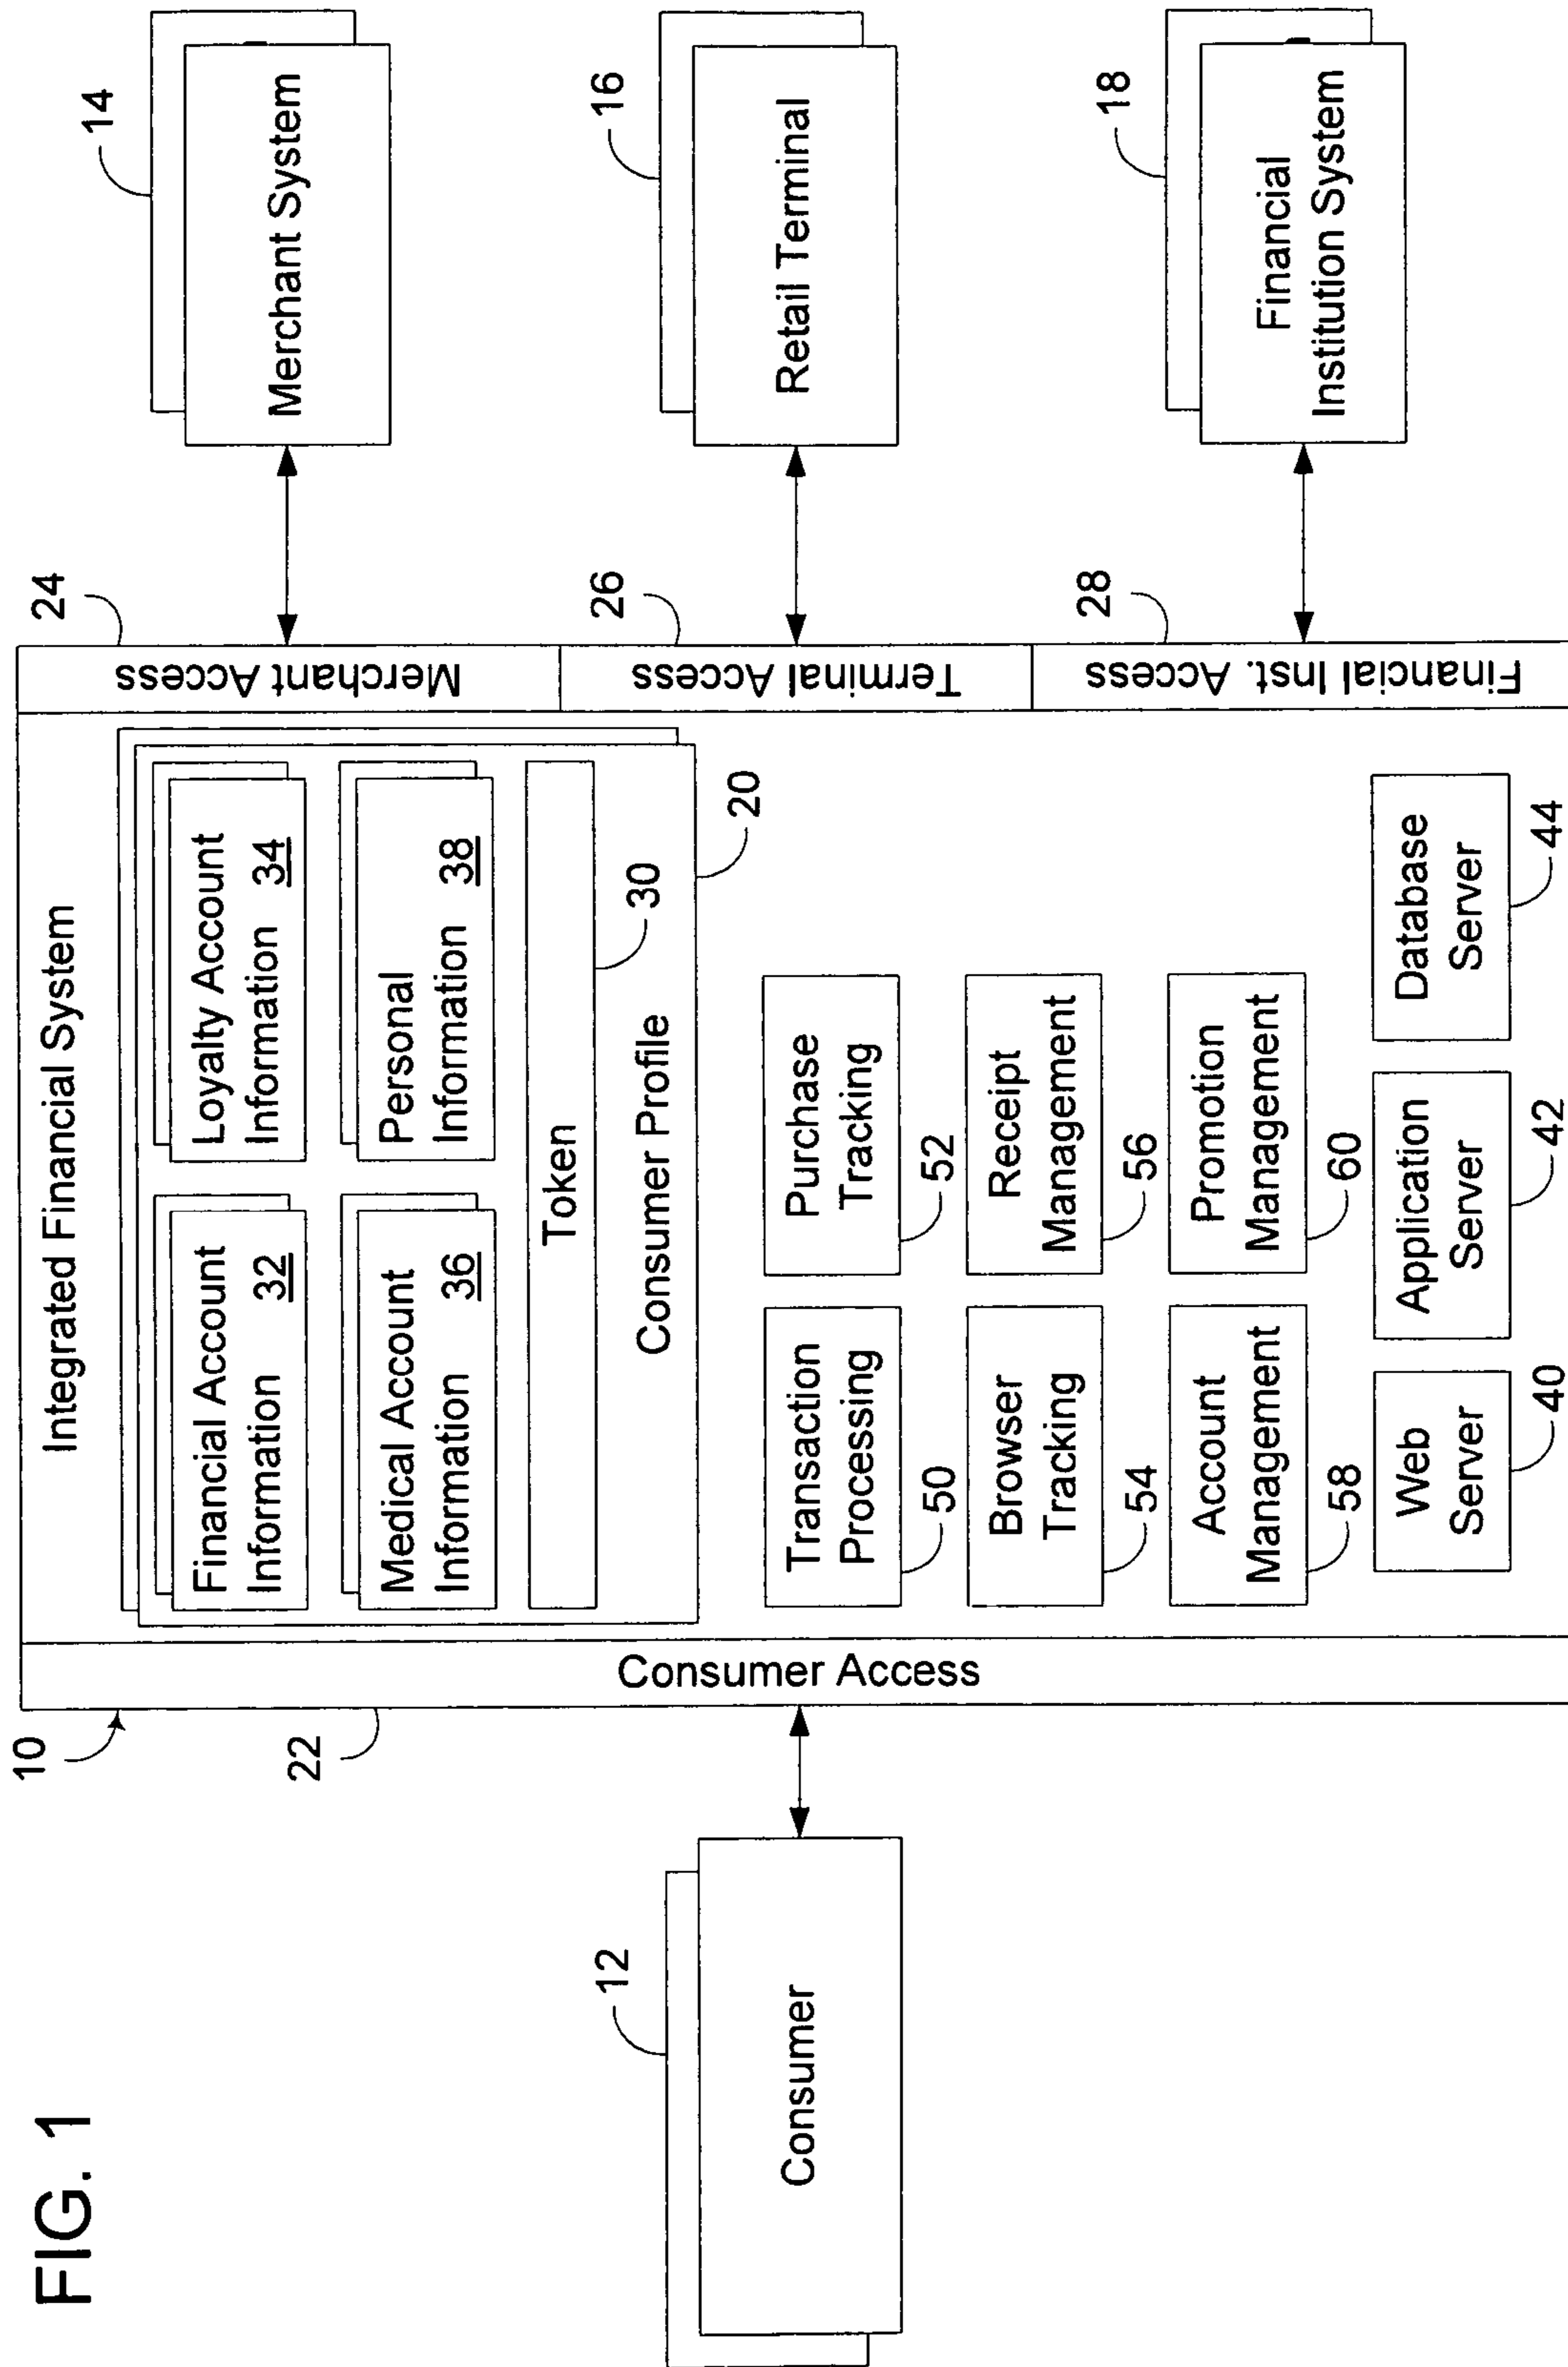 FIG. 1
10
Integrated Financial System
Financial Account
Information 32
Loyalty Account
Information 34
Medical Account
Information 36
Personal
Information 38
Token
30
Consumer Profile
20
Transaction
Processing
50
Purchase
Tracking
52
Browser
Tracking
54
Receipt
Management
56
Account
Management
58
Promotion
Management
60
Web
Server
40
Application
Server
42
Database
Server
44
Consumer Access
22
12
Consumer
Merchant Access
24
Terminal Access
26
Financial Inst. Access
28
14
Merchant System
16
Retail Terminal
18
Financial
Institution System